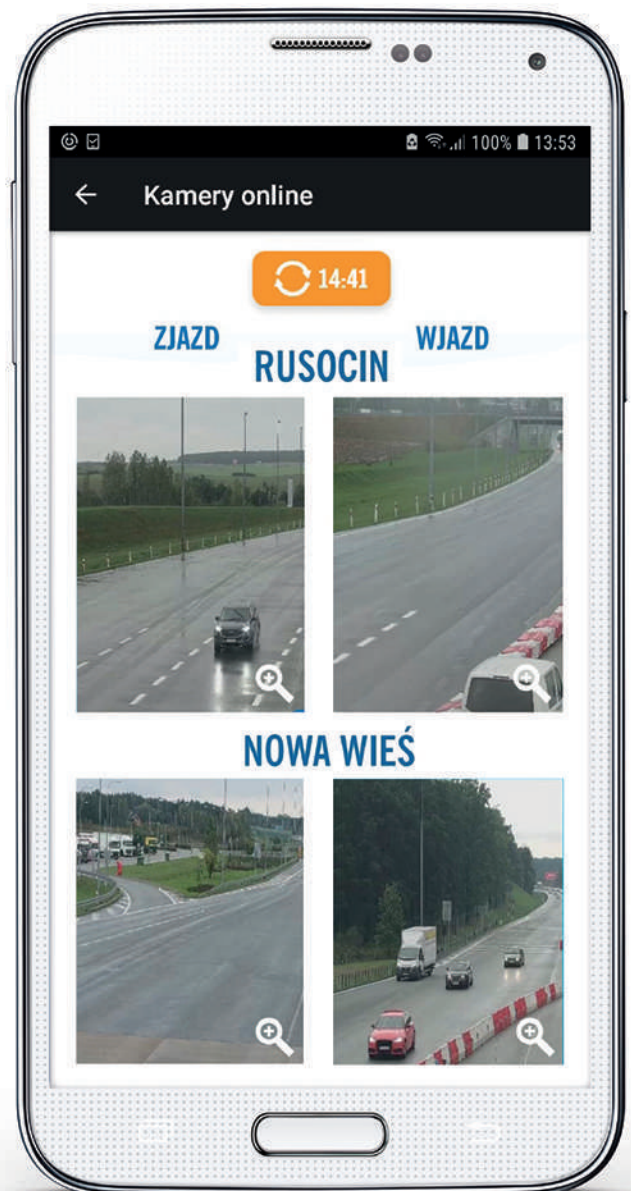 100% 13:53
Kamery online
14:41
ZJAZD WJAZD
RUSOCIN
NOWA WIEŚ